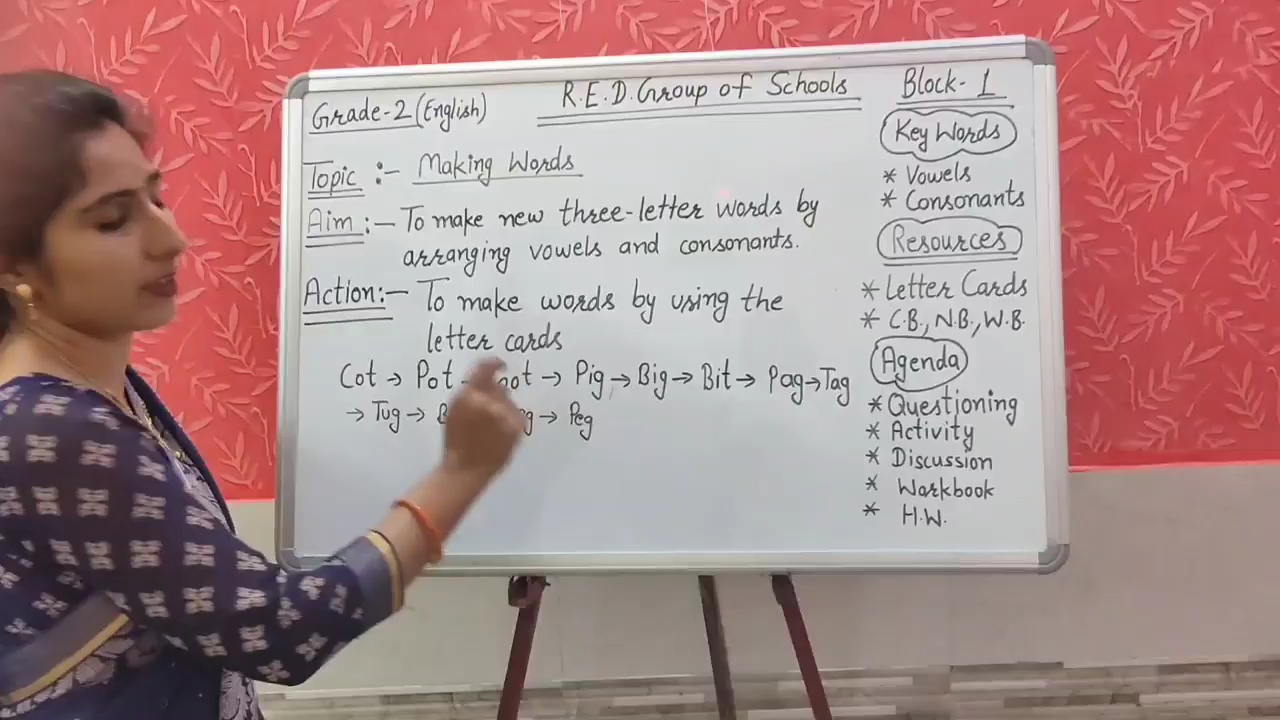 R.E.D. Group of Schools
Block-1
Grade-2 (English)
Topic :- Making Words
Aim :- To make new three-letter words by
arranging vowels and consonants.
Action:- To make words by using the
letter cards
Cot → Pot → → Pig → Big → Bit → Pag → Tag
→ Tug → → Peg
Key Words
* Vowels
* Consonants
Resources
* Letter Cards
* C.B., N.B., W.B.
Agenda
* Questioning
* Activity
* Discussion
* Workbook
* H.W.